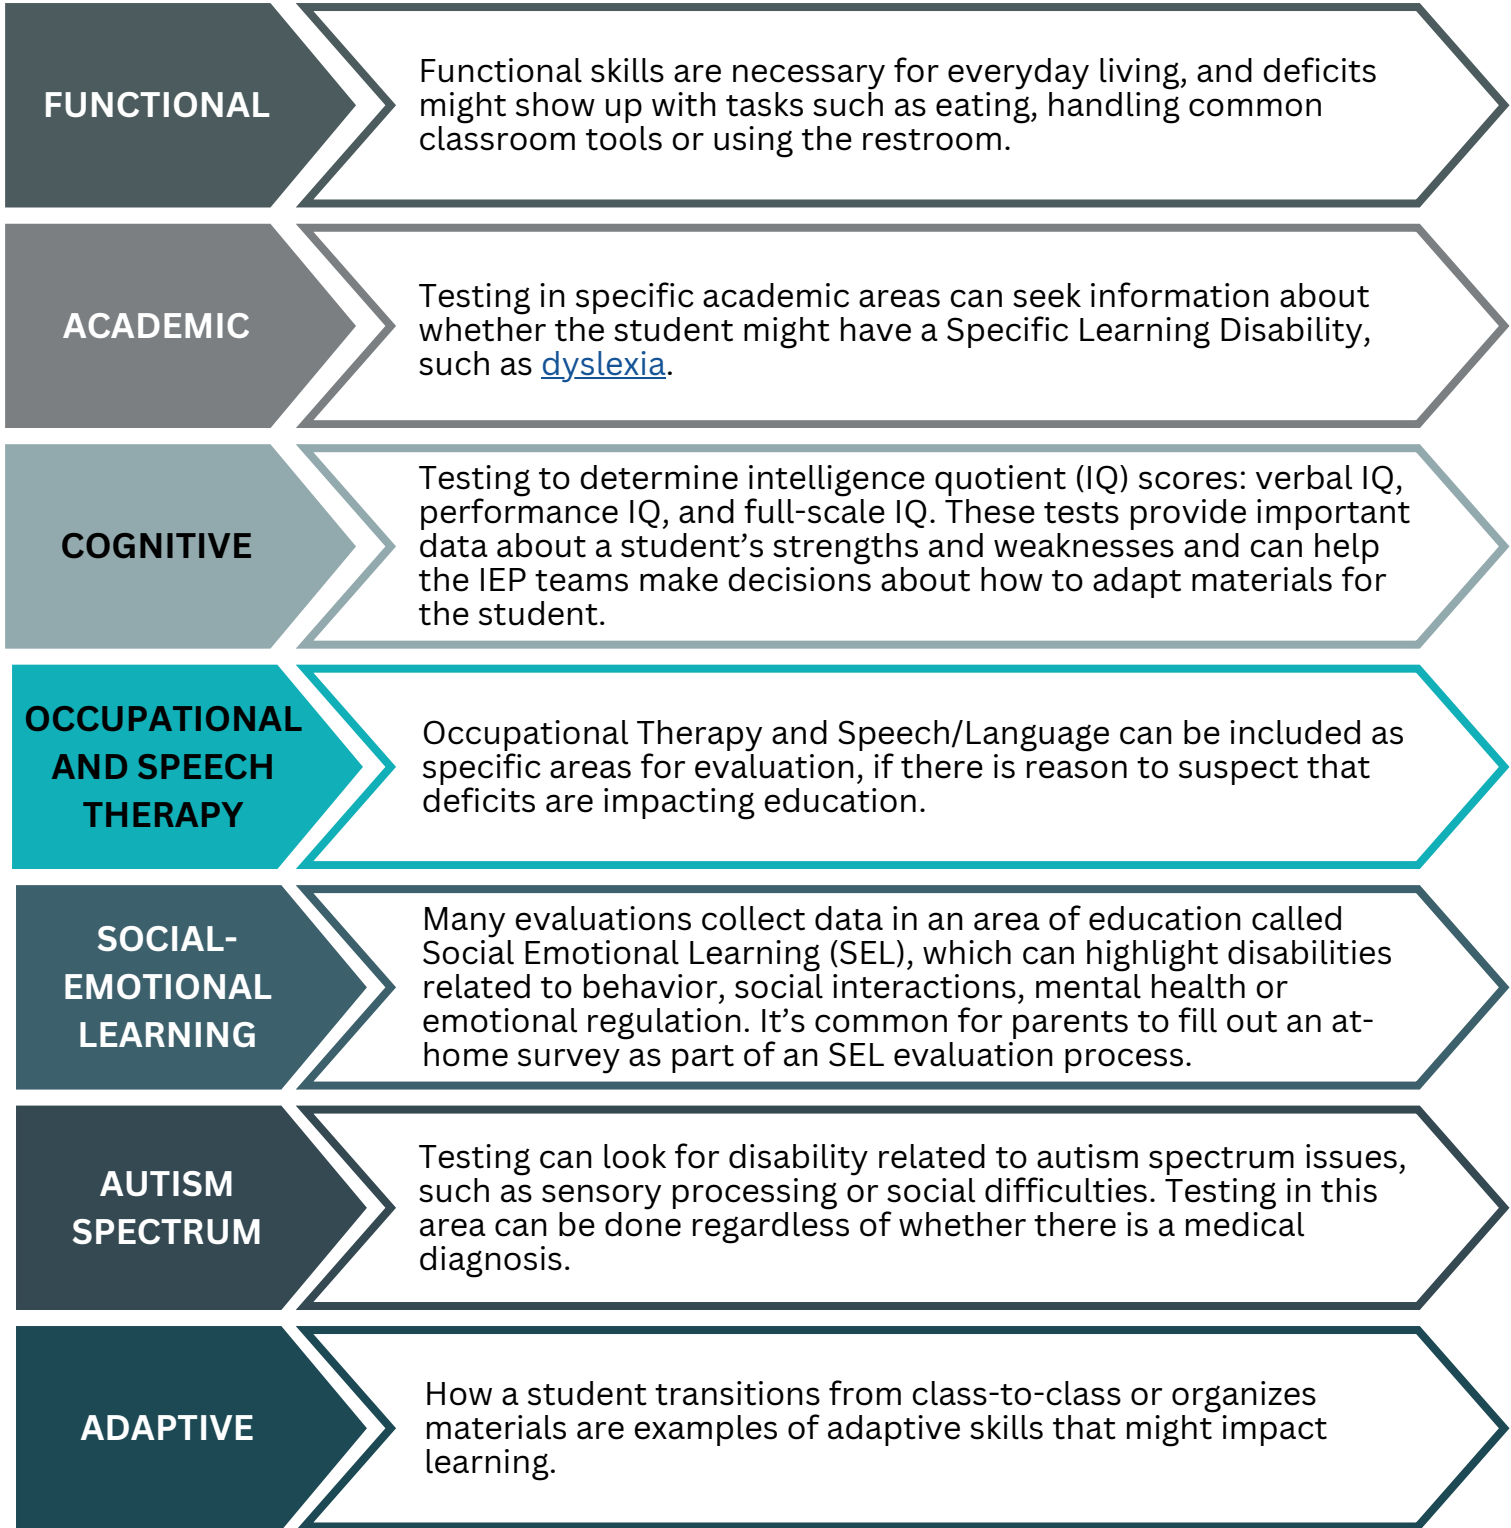 FUNCTIONAL
Functional skills are necessary for everyday living, and deficits
might show up with tasks such as eating, handling common
classroom tools or using the restroom.
ACADEMIC
Testing in specific academic areas can seek information about
whether the student might have a Specific Learning Disability,
such as dyslexia.
COGNITIVE
Testing to determine intelligence quotient (IQ) scores: verbal IQ,
performance IQ, and full-scale IQ. These tests provide important
data about a student’s strengths and weaknesses and can help
the IEP teams make decisions about how to adapt materials for
the student.
OCCUPATIONAL
AND SPEECH
THERAPY
Occupational Therapy and Speech/Language can be included as
specific areas for evaluation, if there is reason to suspect that
deficits are impacting education.
SOCIAL-
EMOTIONAL
LEARNING
Many evaluations collect data in an area of education called
Social Emotional Learning (SEL), which can highlight disabilities
related to behavior, social interactions, mental health or
emotional regulation. It’s common for parents to fill out an at-
home survey as part of an SEL evaluation process.
AUTISM
SPECTRUM
Testing can look for disability related to autism spectrum issues,
such as sensory processing or social difficulties. Testing in this
area can be done regardless of whether there is a medical
diagnosis.
ADAPTIVE
How a student transitions from class-to-class or organizes
materials are examples of adaptive skills that might impact
learning.